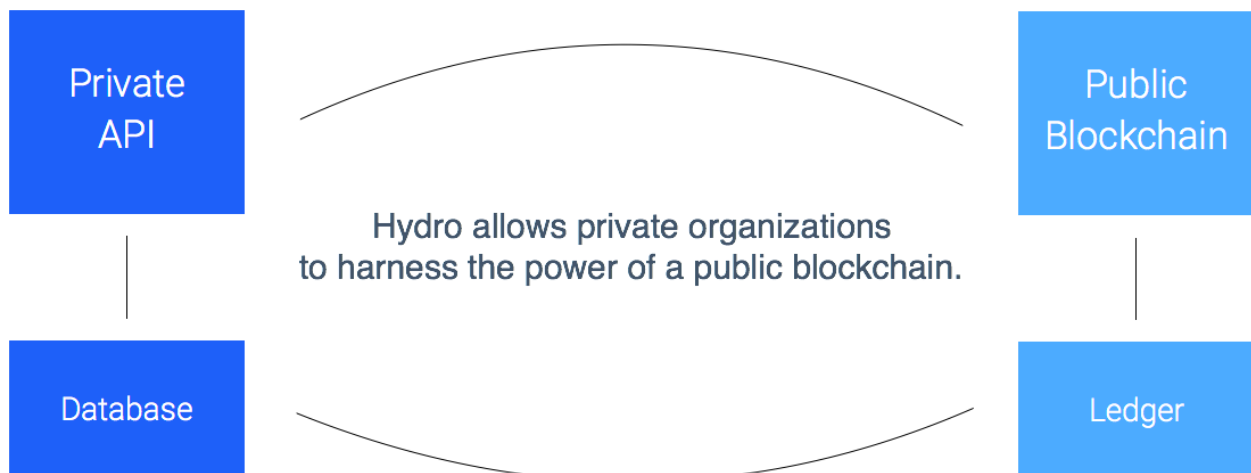 Private
API
Public
Blockchain
Hydro allows private organizations
to harness the power of a public blockchain.
Database
Ledger